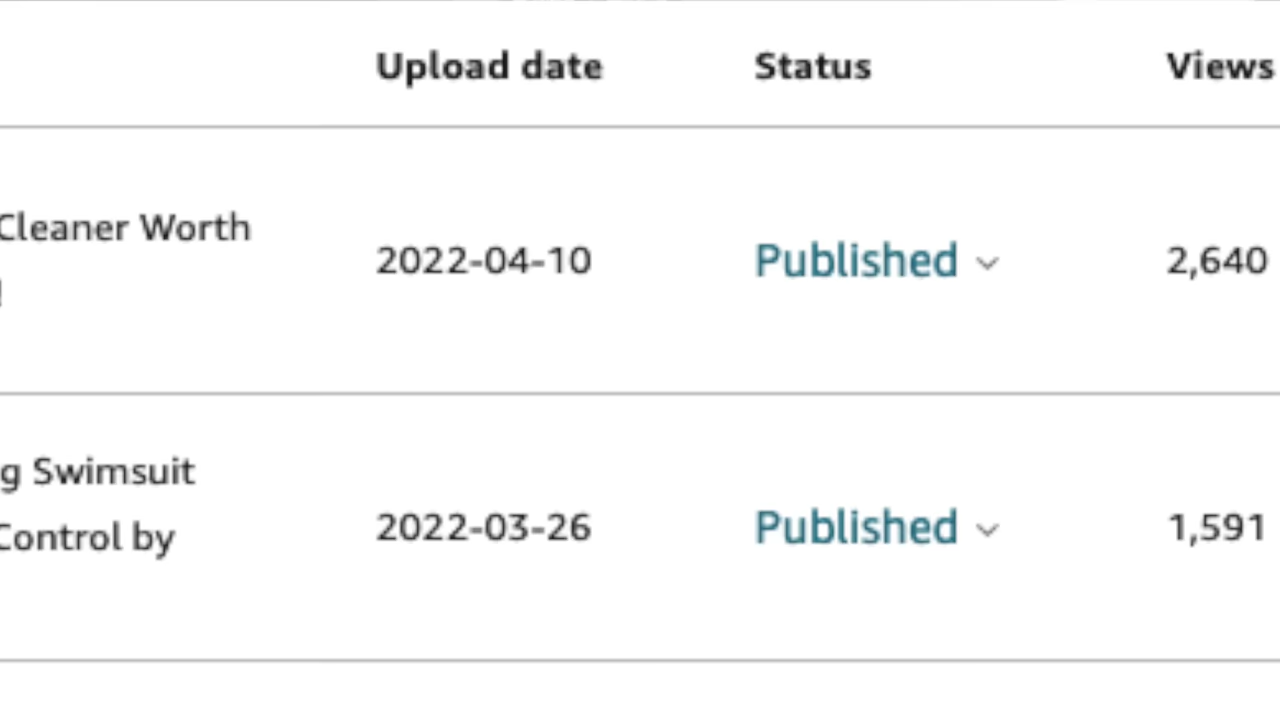 Upload date Status Views
Cleaner Worth
2022-04-10 Published 2,640
g Swimsuit
Control by
2022-03-26 Published 1,591